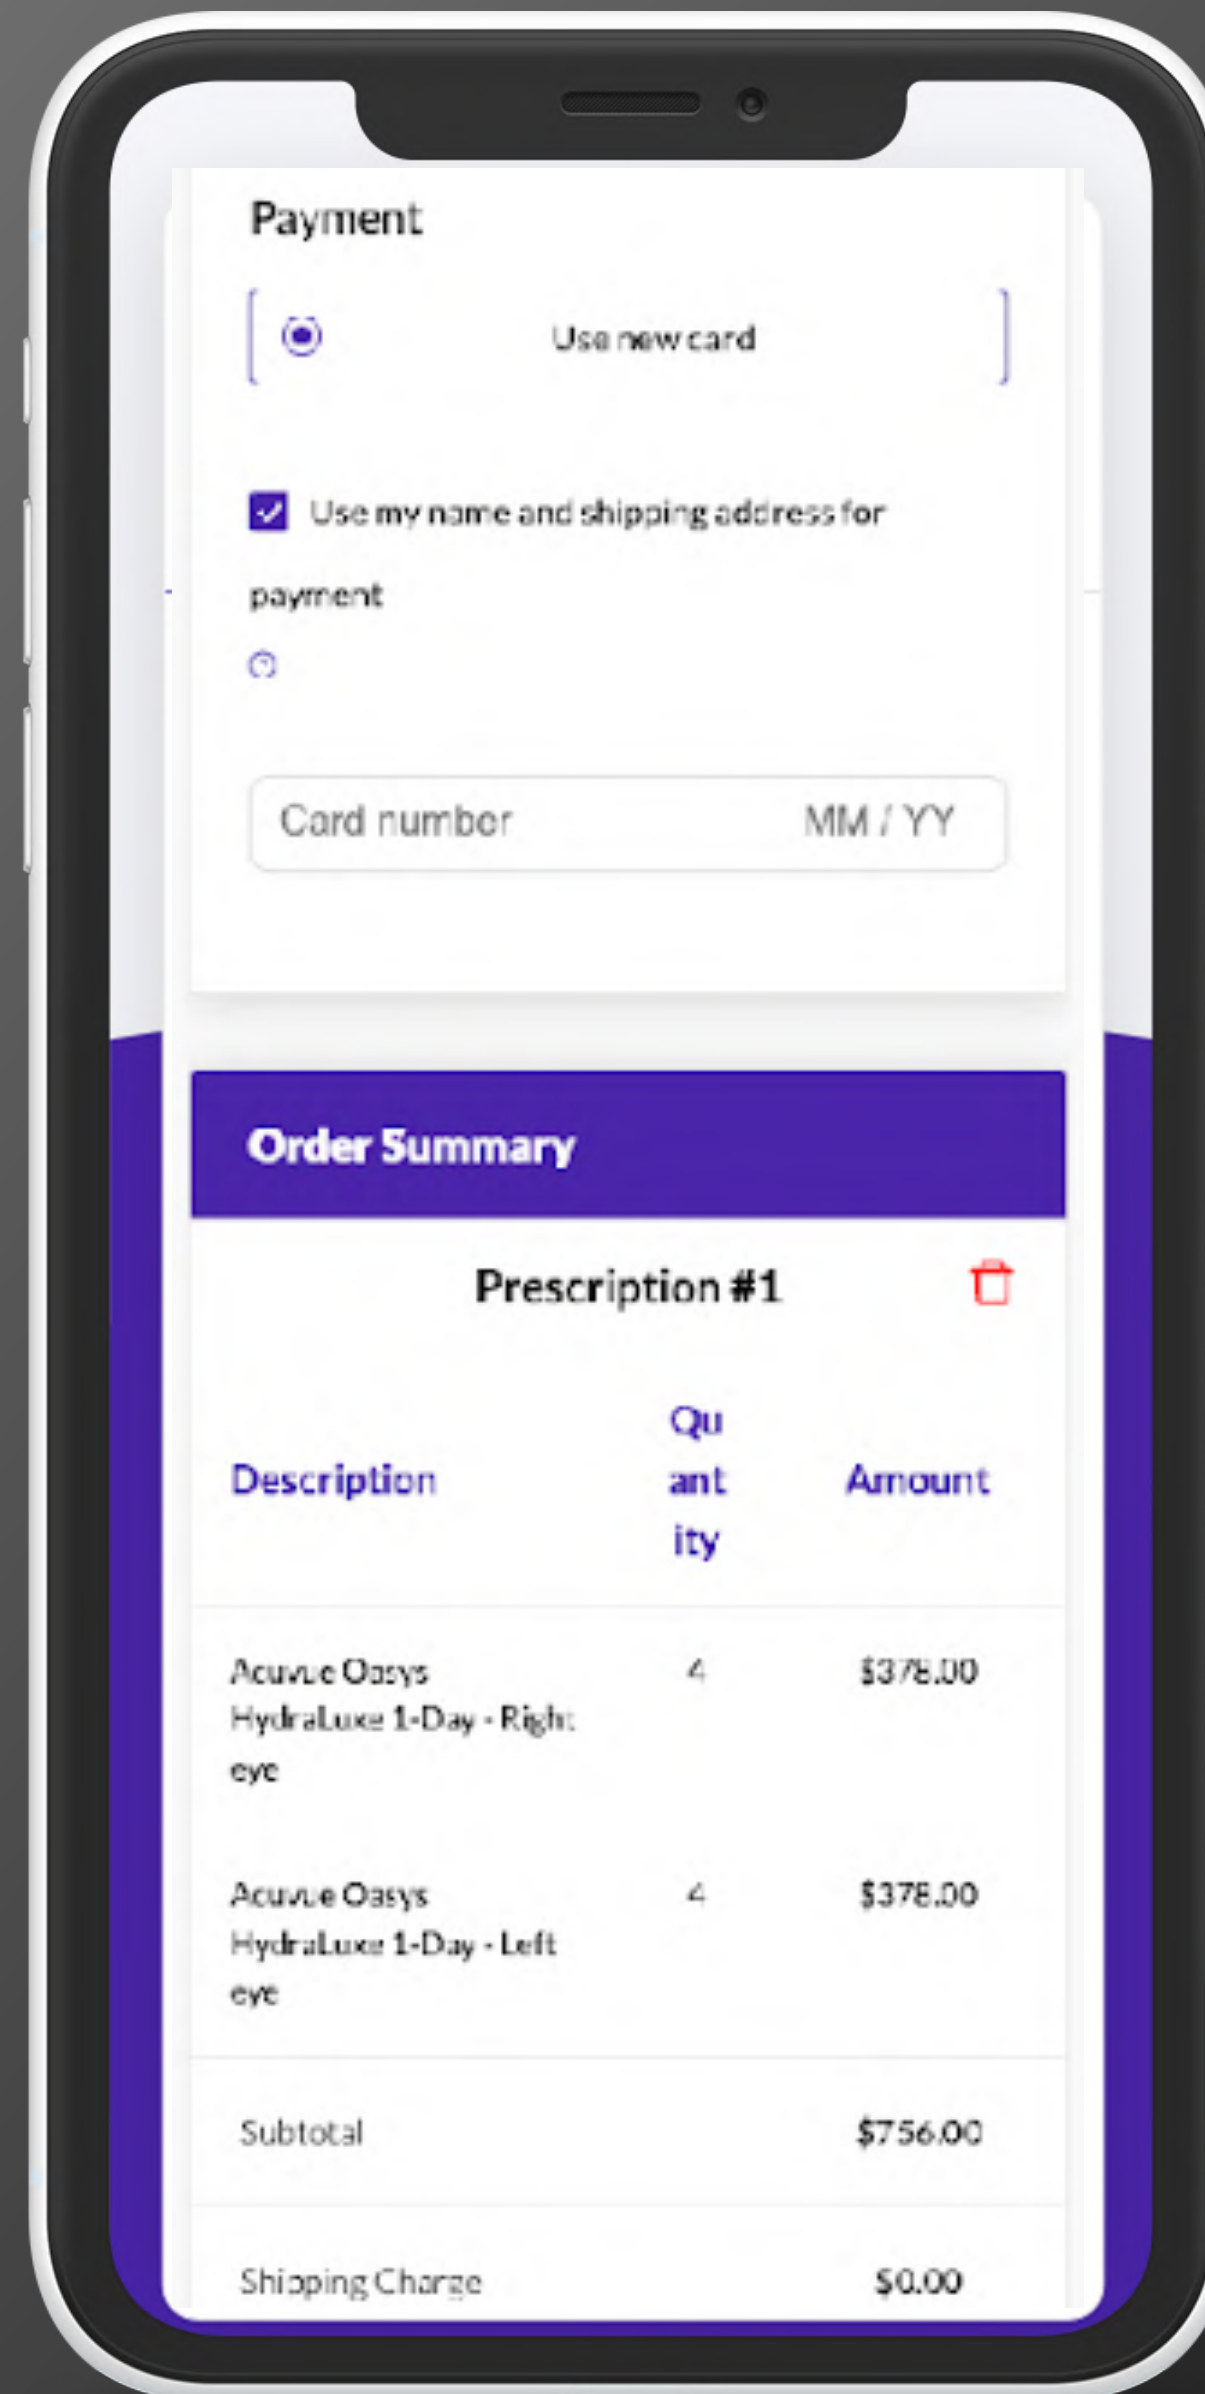 Payment
Use new card
Use my name and shipping address for
payment
Card number MM / YY
Order Summary
Prescription #1
Description Qu
ant
ity Amount
Acuvue Oasys 4 $378.00
HydraLuxe 1-Day - Right
eye
Acuvue Oasys 4 $378.00
HydraLuxe 1-Day - Left
eye
Subtotal $756.00
Shipping Charge $0.00